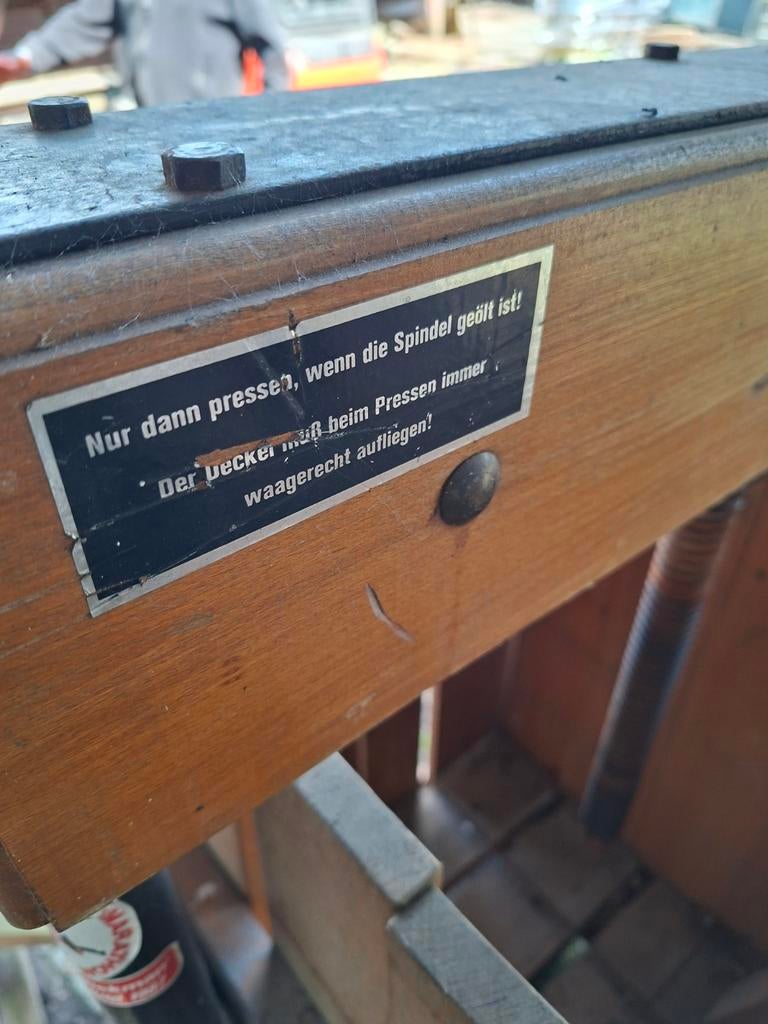 Nur dann pressen, wenn die Spindel geölt ist!
Der Deckel muß beim Pressen immer
waagerecht aufliegen!